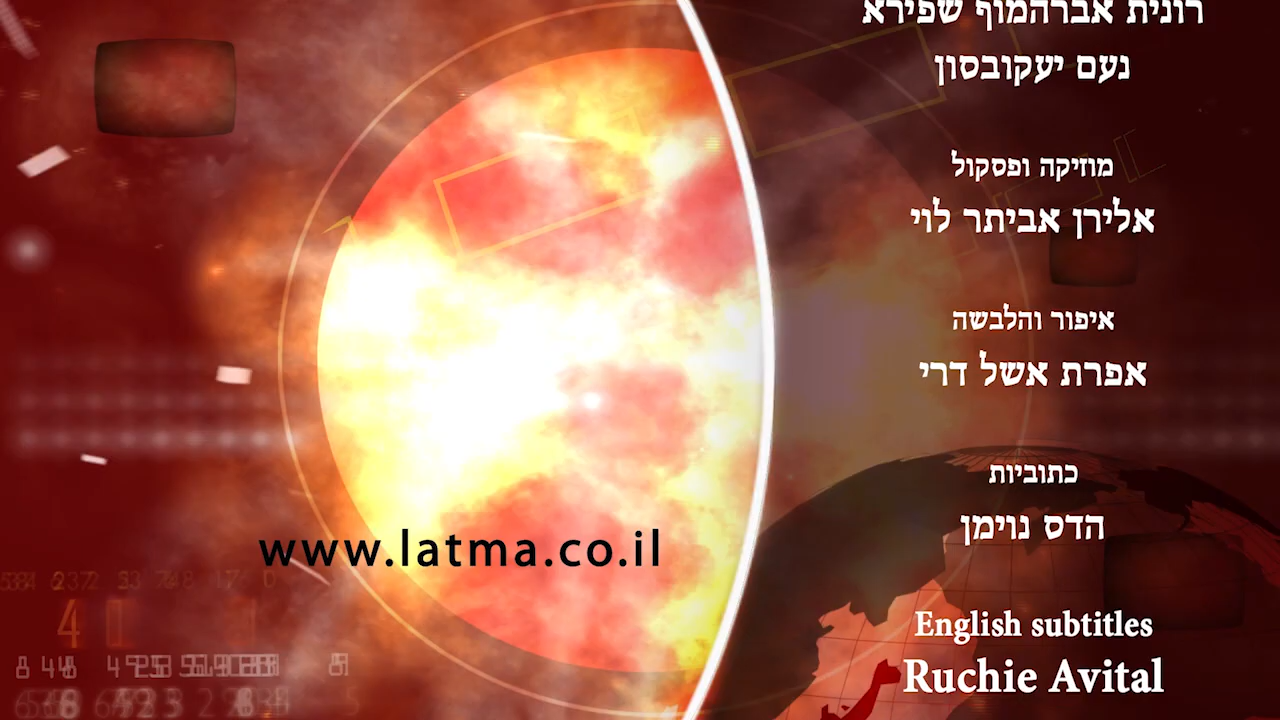 רונית אברהמוף שפירא
נעם יעקובסון
מוזיקה ופסקול
אלירן אביתר לוי
איפור והלבשה
אפרת אשל דרי
כתוביות
הדס נוימן
www.latma.co.il
English subtitles
Ruchie Avital